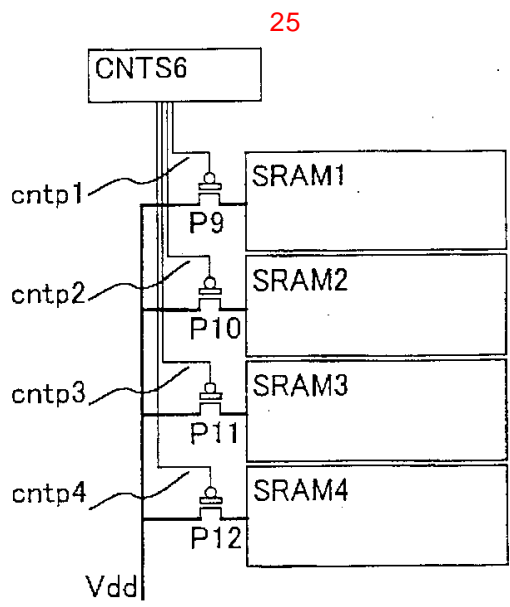 25
CNTS6
cntp1
SRAM1
P9
cntp2
SRAM2
P10
cntp3
SRAM3
P11
cntp4
SRAM4
P12
Vdd